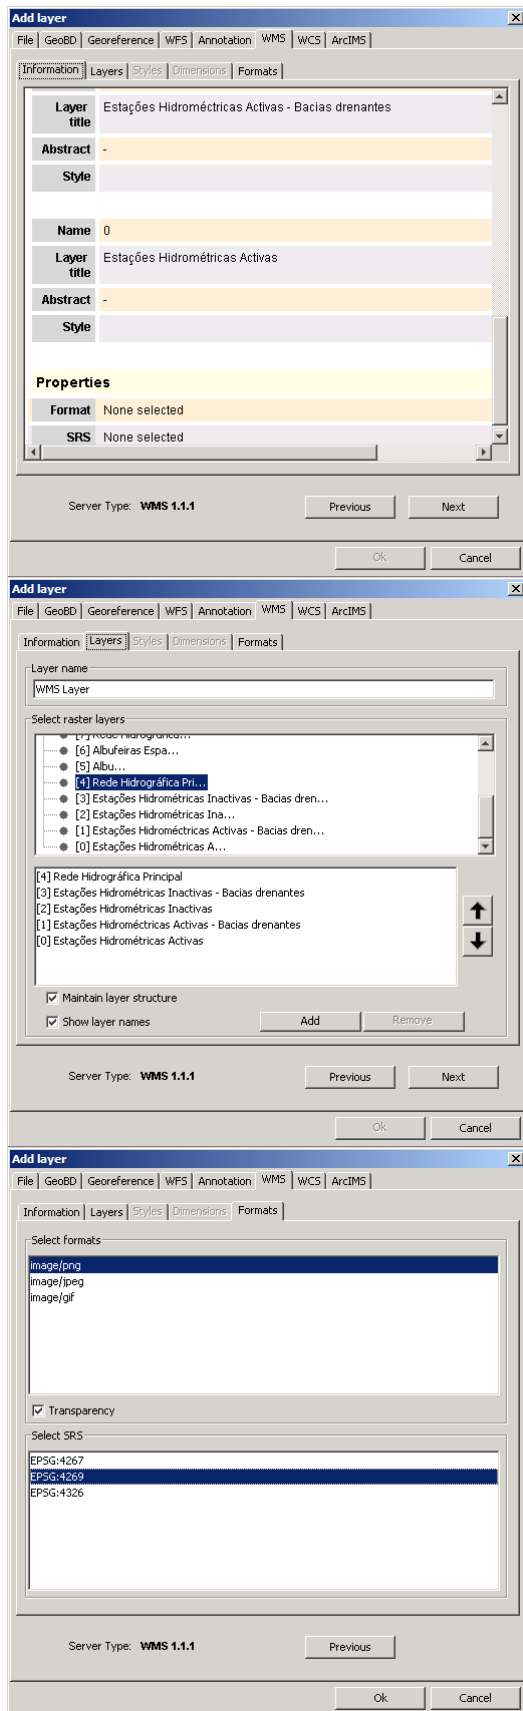 Add layer
File GeoBD Georeference WFS Annotation WMS WCS ArcIMS
Information Layers Styles Dimensions Formats
Layer title Estações Hidroméctricas Activas - Bacias drenantes
Abstract -
Style
Name 0
Layer title Estações Hidrométricas Activas
Abstract -
Style
Properties
Format None selected
SRS None selected
Server Type: WMS 1.1.1 Previous Next
Ok Cancel
Add layer
File GeoBD Georeference WFS Annotation WMS WCS ArcIMS
Information Layers Styles Dimensions Formats
Layer name
WMS Layer
Select raster layers
[7] Rede Hidrográfica...
[6] Albufeiras Espa...
[5] Albu...
[4] Rede Hidrográfica Pri...
[3] Estações Hidrométricas Inactivas - Bacias dren...
[2] Estações Hidrométricas Ina...
[1] Estações Hidroméctricas Activas - Bacias dren...
[0] Estações Hidrométricas A...
[4] Rede Hidrográfica Principal
[3] Estações Hidrométricas Inactivas - Bacias drenantes
[2] Estações Hidrométricas Inactivas
[1] Estações Hidroméctricas Activas - Bacias drenantes
[0] Estações Hidrométricas Activas
Maintain layer structure
Show layer names Add Remove
Server Type: WMS 1.1.1 Previous Next
Ok Cancel
Add layer
File GeoBD Georeference WFS Annotation WMS WCS ArcIMS
Information Layers Styles Dimensions Formats
Select formats
image/png
image/jpeg
image/gif
Transparency
Select SRS
EPSG:4267
EPSG:4269
EPSG:4326
Server Type: WMS 1.1.1 Previous
Ok Cancel